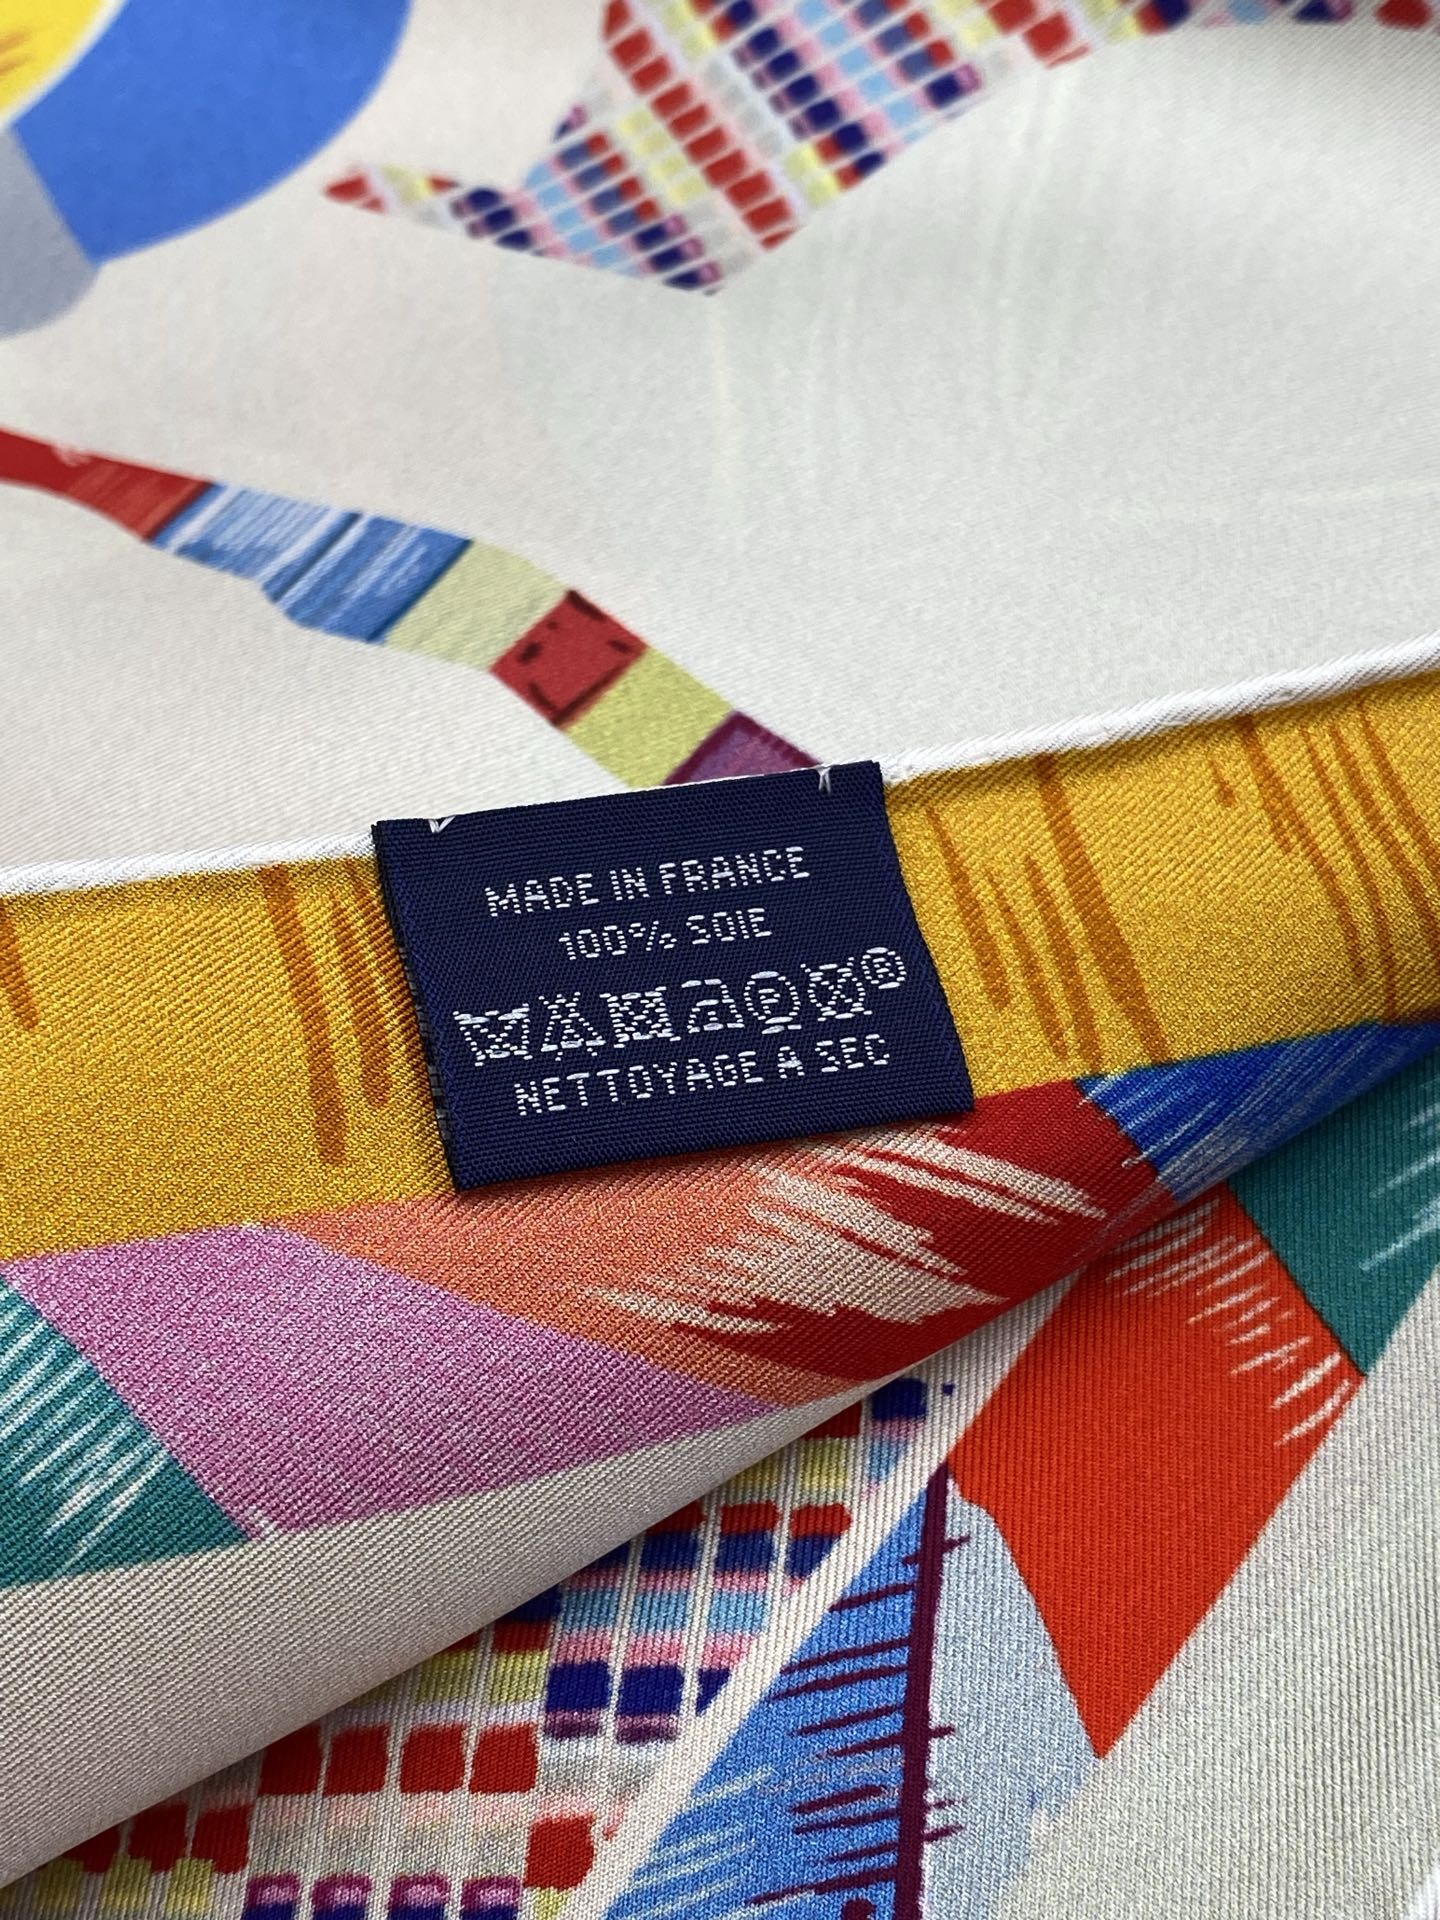 MADE IN FRANCE
100% SOIE
P ®
NETTOYAGE A SEC